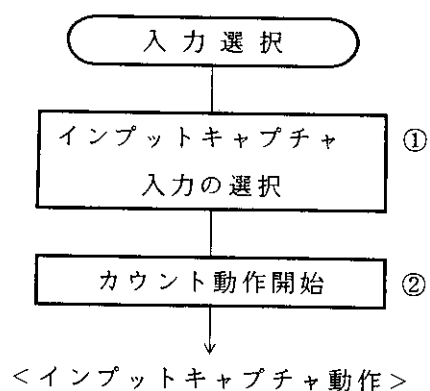 入力選択
インプットキャプチャ ①
入力の選択
カウント動作開始 ②
<インプットキャプチャ動作>